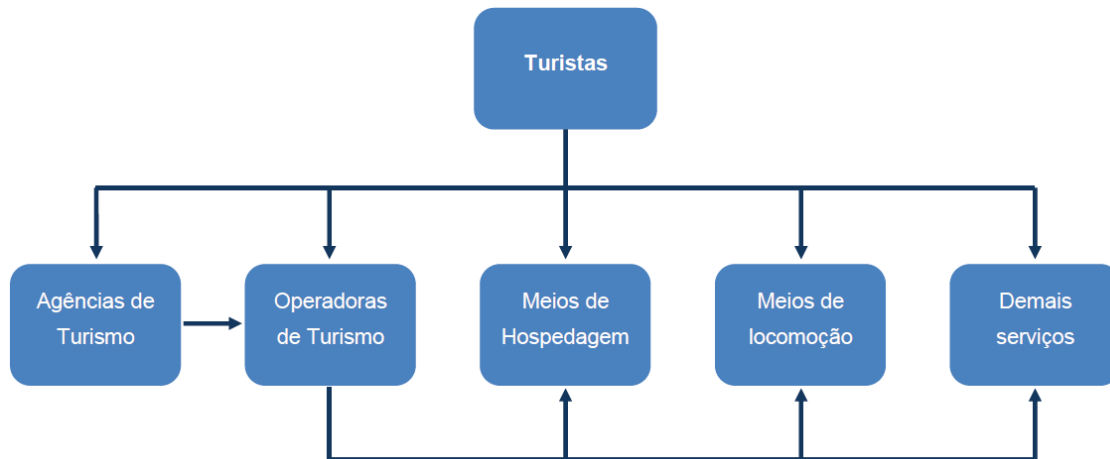 Turistas
Agências de
Turismo
Operadoras
de Turismo
Meios de
Hospedagem
Meios de
locomoção
Demais
serviços